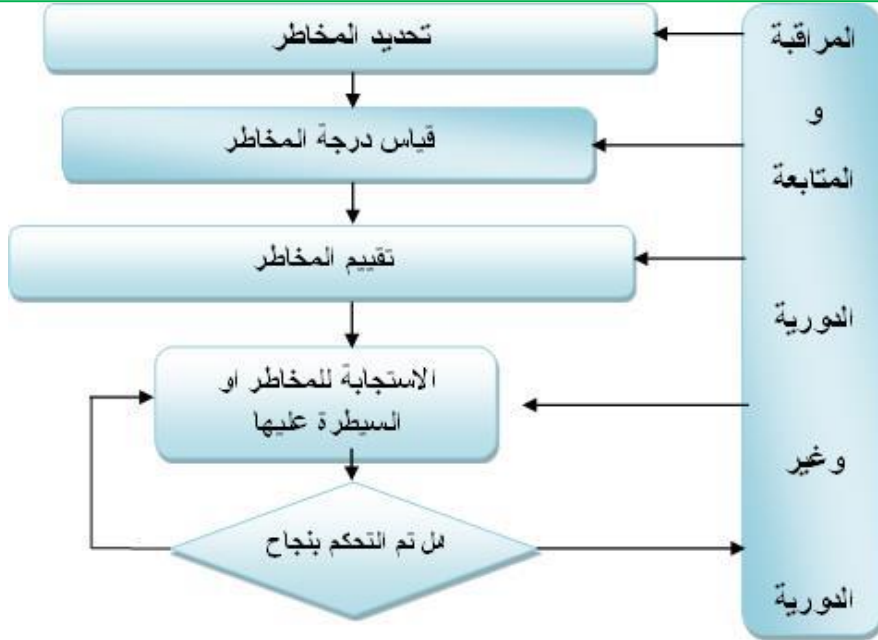 تحديد المخاطر
قياس درجة المخاطر
تقييم المخاطر
الاستجابة للمخاطر او
السيطرة عليها
هل تم التحكم بنجاح
المراقبة
و
المتابعة
الدورية
وغير
الدورية